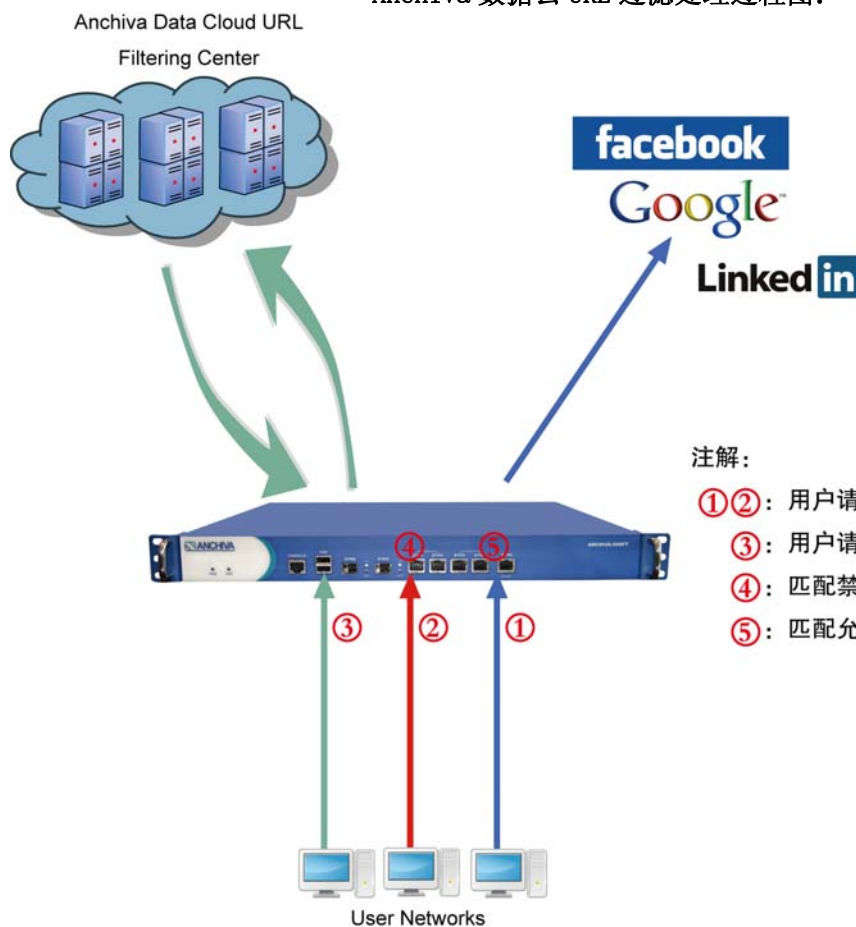 Anchiva 数据云 URL 过滤处理过程图:
Anchiva Data Cloud URL
Filtering Center
facebook
Google
Linked in
注解:
①②: 用户请
③: 用户请
④: 匹配禁
⑤: 匹配允
ANCHIVA
CONSOLE
④
⑤
③
②
①
User Networks